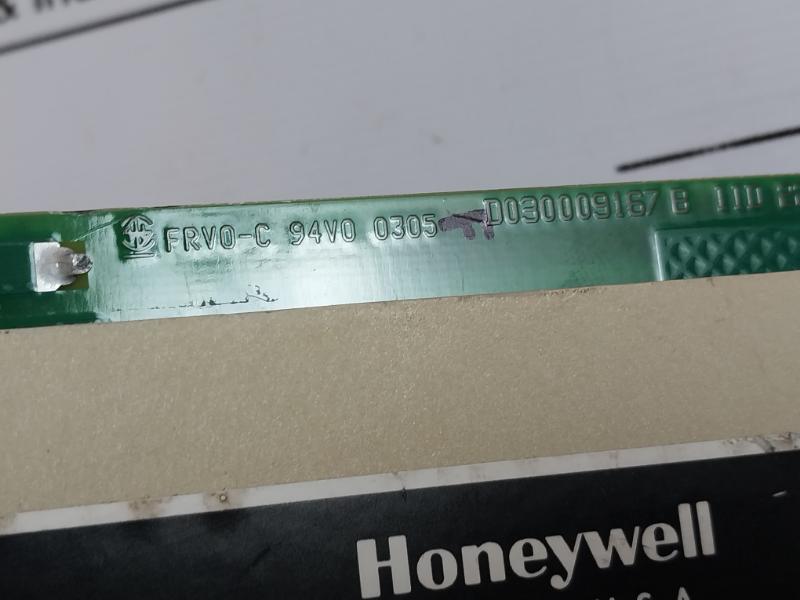 FRV0-C 94V0 0305 D030009167 B
Honeywell
U.S.A